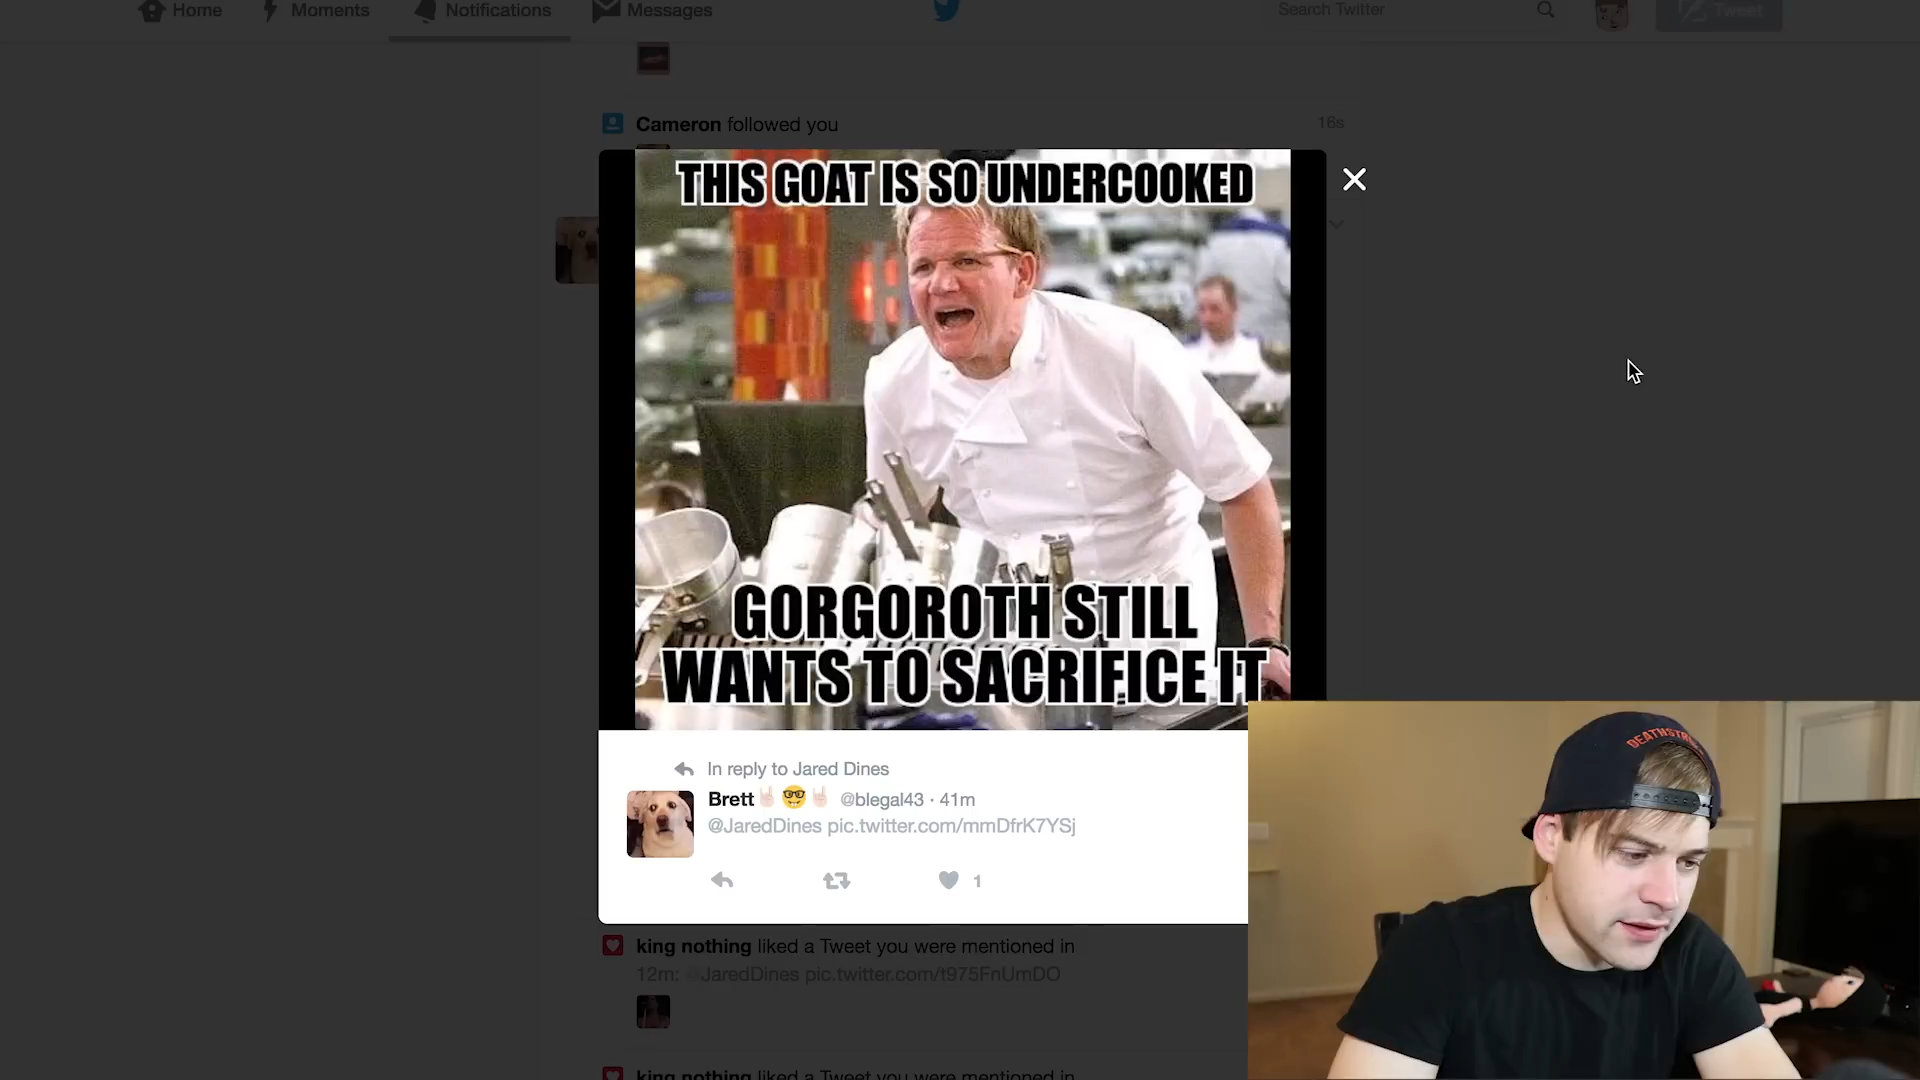 Home Moments Notifications Messages Search Twitter Tweet
Cameron followed you 16s
THIS GOAT IS SO UNDERCOOKED
GORGOROTH STILL
WANTS TO SACRIFICE IT
In reply to Jared Dines
Brett🤘🏻🤓🤘🏻 @blegal43 · 41m
@JaredDines pic.twitter.com/mmDfrK7YSj
1
king nothing liked a Tweet you were mentioned in
12m: @JaredDines pic.twitter.com/t975FnUmDO
king nothing liked a Tweet you were mentioned in